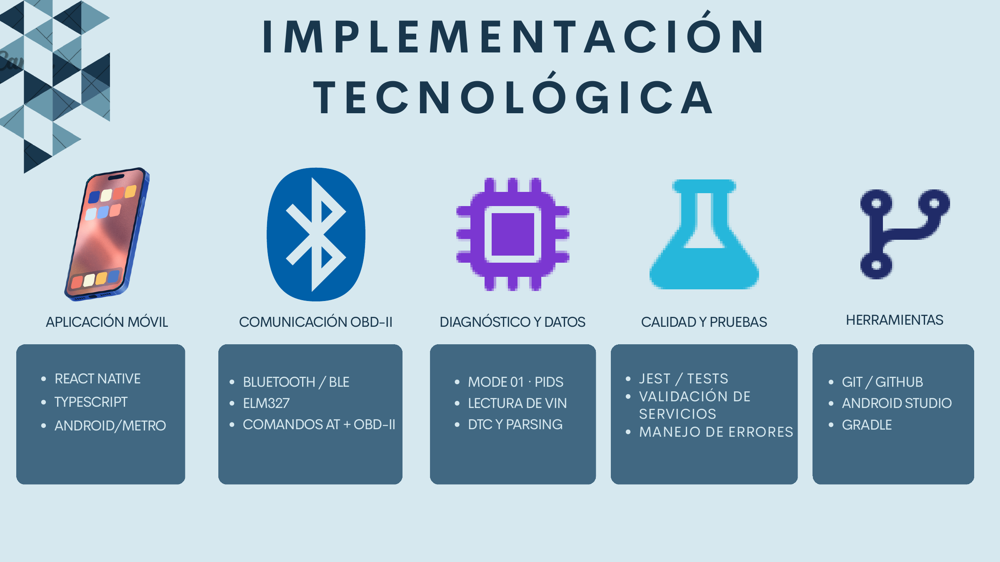 IMPLEMENTACIÓN
TECNOLÓGICA
APLICACIÓN MÓVIL
REACT NATIVE
TYPESCRIPT
ANDROID/METRO
COMUNICACIÓN OBD-II
BLUETOOTH / BLE
ELM327
COMANDOS AT + OBD-II
DIAGNÓSTICO Y DATOS
MODE 01 · PIDS
LECTURA DE VIN
DTC Y PARSING
CALIDAD Y PRUEBAS
JEST / TESTS
VALIDACIÓN DE
SERVICIOS
MANEJO DE ERRORES
HERRAMIENTAS
GIT / GITHUB
ANDROID STUDIO
GRADLE